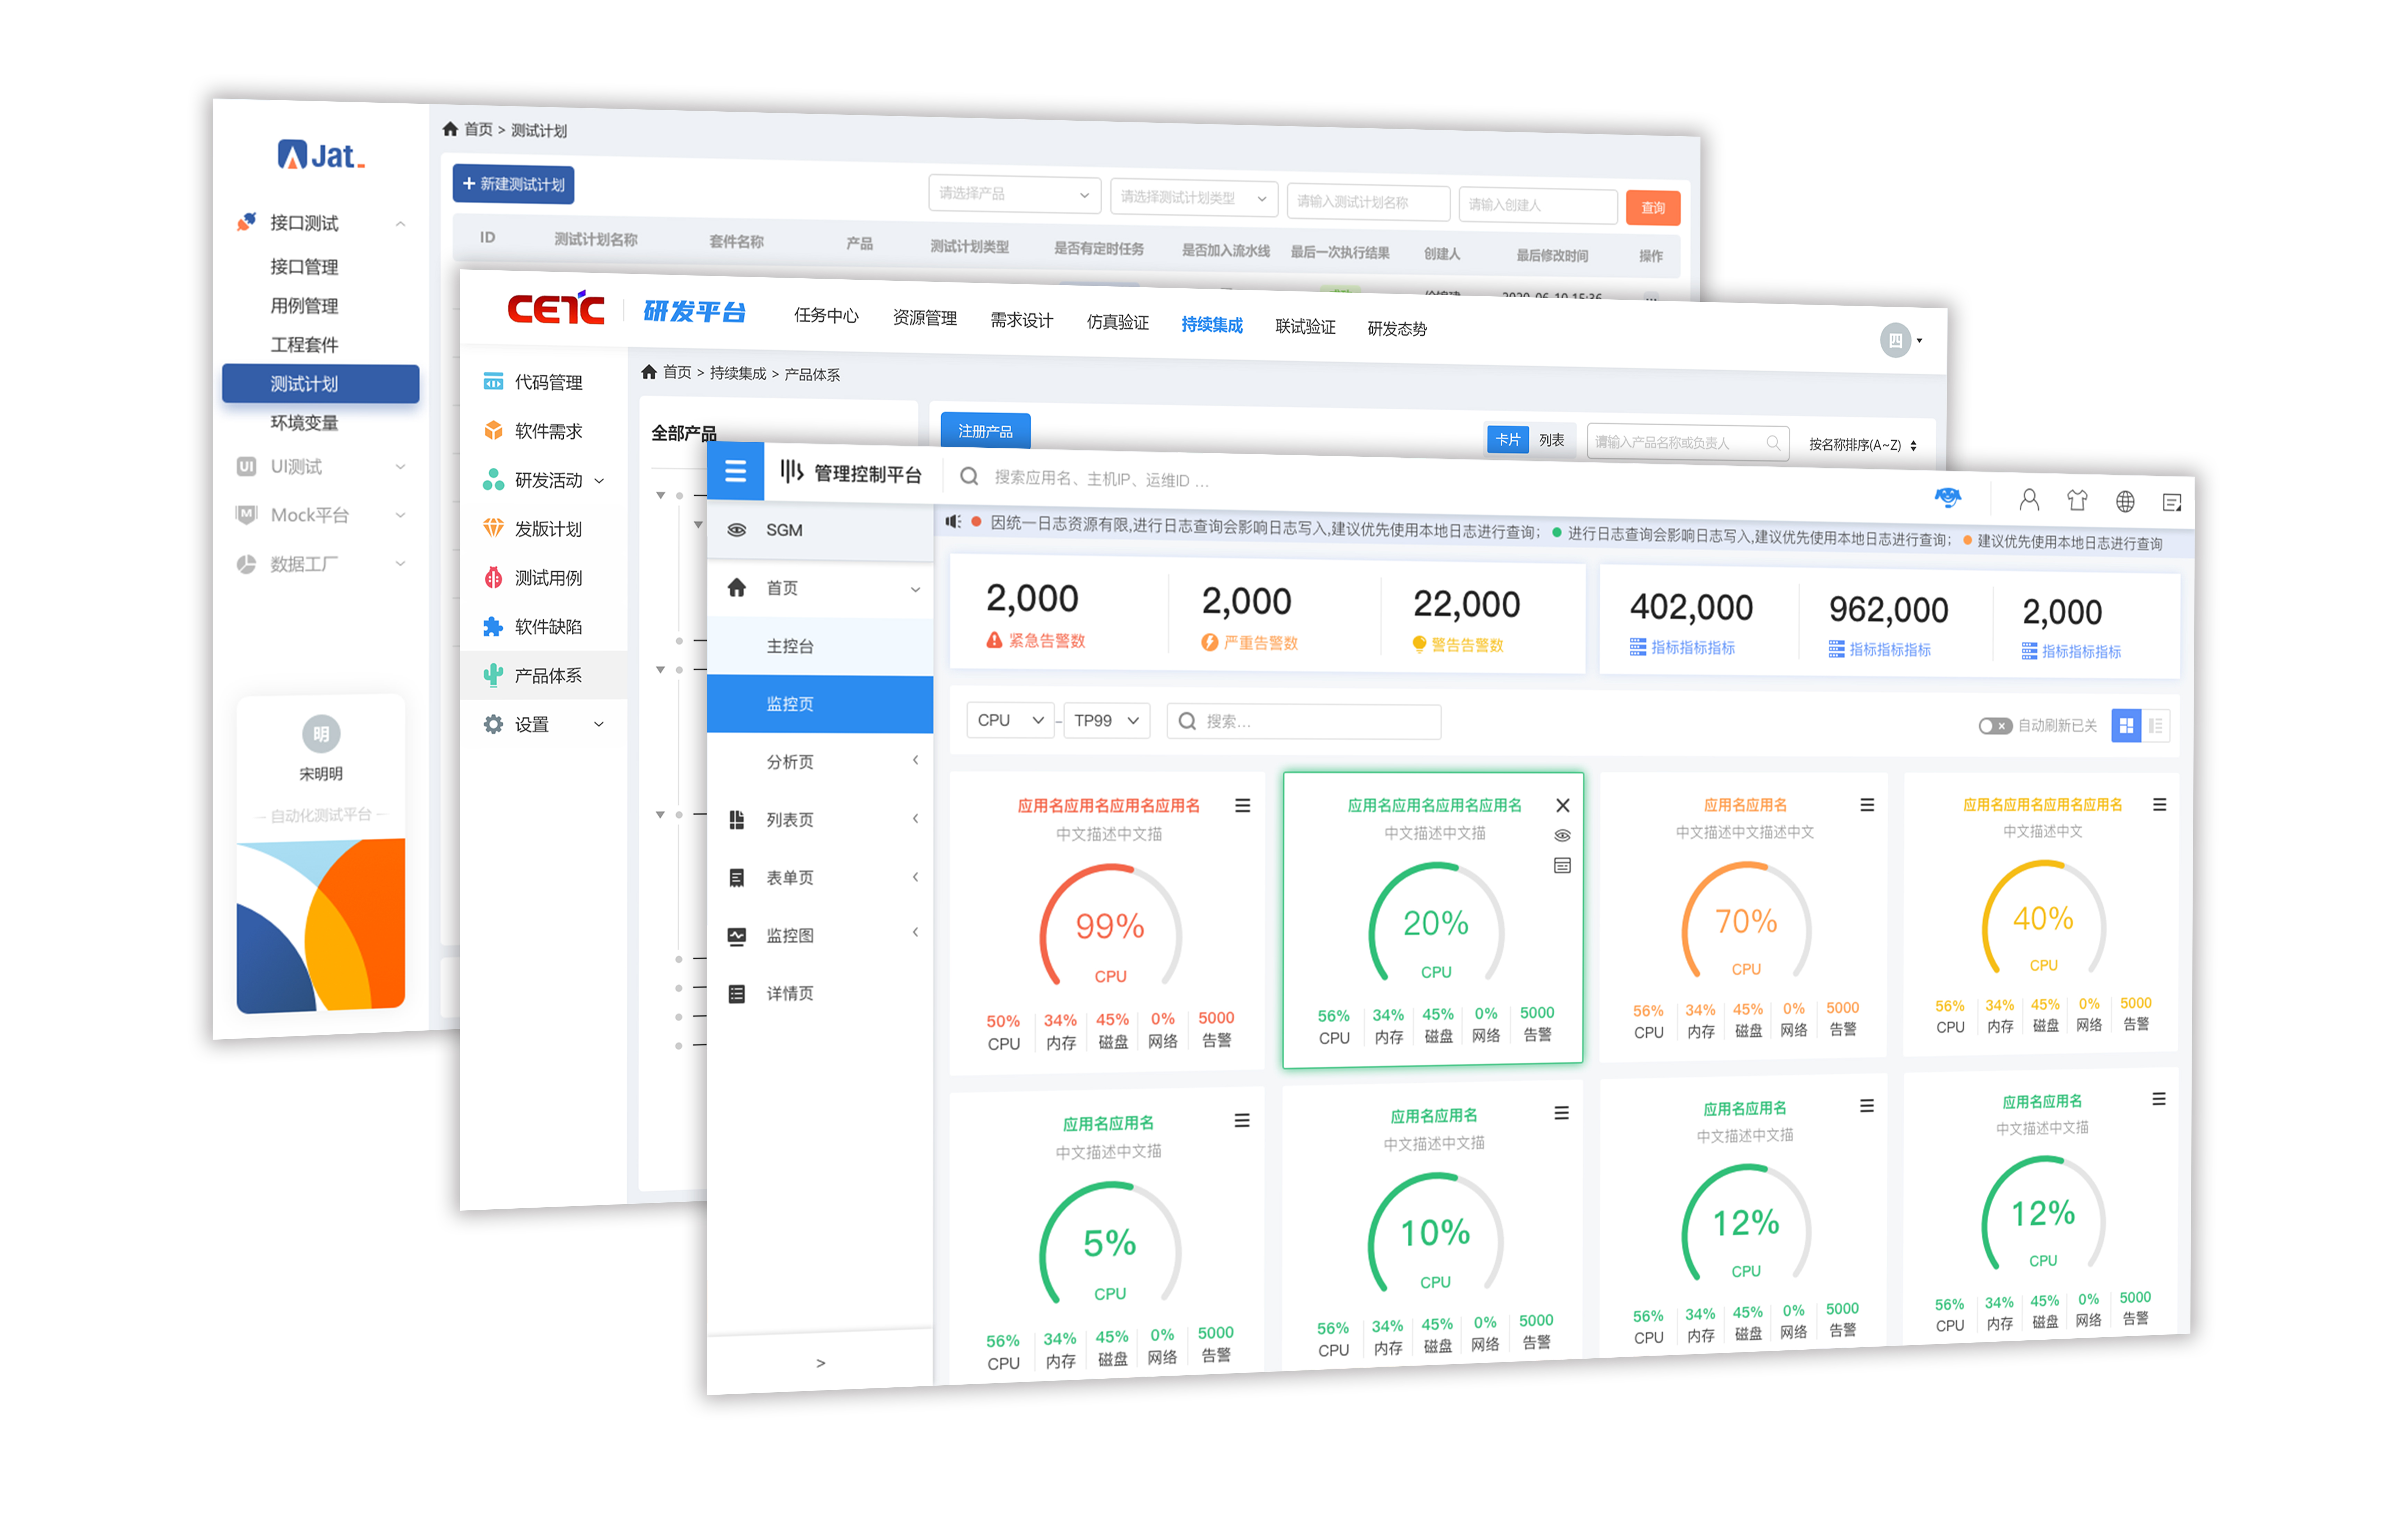 Jat
首页 > 测试计划
+ 新建测试计划
请选择产品
请选择测试计划类型
请输入测试计划名称
请输入创建人
查询
ID 测试计划名称 套件名称 产品 测试计划类型 是否有定时任务 是否加入流水线 最后一次执行结果 创建人 最后修改时间 操作
接口测试
接口管理
用例管理
工程套件
测试计划
环境变量
UI测试
Mock平台
数据工厂
明
宋明明
自动化测试平台
CETC 研发平台
任务中心 资源管理 需求设计 仿真验证 持续集成 联试验证 研发态势
四
代码管理
软件需求
研发活动
发版计划
测试用例
软件缺陷
产品体系
设置
首页 > 持续集成 > 产品体系
全部产品
注册产品
卡片 列表
请输入产品名称或负责人
按名称排序(A~Z)
管理控制平台
搜索应用名、主机IP、运维ID ...
SGM
首页
主控台
监控页
分析页
列表页
表单页
监控图
详情页
>
因统一日志资源有限,进行日志查询会影响日志写入,建议优先使用本地日志进行查询; 进行日志查询会影响日志写入,建议优先使用本地日志进行查询; 建议优先使用本地日志进行查询
2,000 2,000 22,000 402,000 962,000 2,000
紧急告警数 严重告警数 警告告警数 指标指标指标 指标指标指标 指标指标指标
CPU - TP99 搜索... 自动刷新已关
应用名应用名应用名应用名
中文描述中文描
99%
CPU
50% 34% 45% 0% 5000
CPU 内存 磁盘 网络 告警
应用名应用名应用名应用名
中文描述中文描
20%
CPU
56% 34% 45% 0% 5000
CPU 内存 磁盘 网络 告警
应用名应用名
中文描述中文描述中文
70%
CPU
56% 34% 45% 0% 5000
CPU 内存 磁盘 网络 告警
应用名应用名应用名应用名
中文描述中文
40%
CPU
56% 34% 45% 0% 5000
CPU 内存 磁盘 网络 告警
应用名应用名
中文描述中文描
5%
CPU
56% 34% 45% 0% 5000
CPU 内存 磁盘 网络 告警
应用名应用名
中文描述中文描
10%
CPU
56% 34% 45% 0% 5000
CPU 内存 磁盘 网络 告警
应用名应用名
中文描述中文描
12%
CPU
56% 34% 45% 0% 5000
CPU 内存 磁盘 网络 告警
应用名应用名
中文描述中文描
12%
CPU
56% 34% 45% 0% 5000
CPU 内存 磁盘 网络 告警